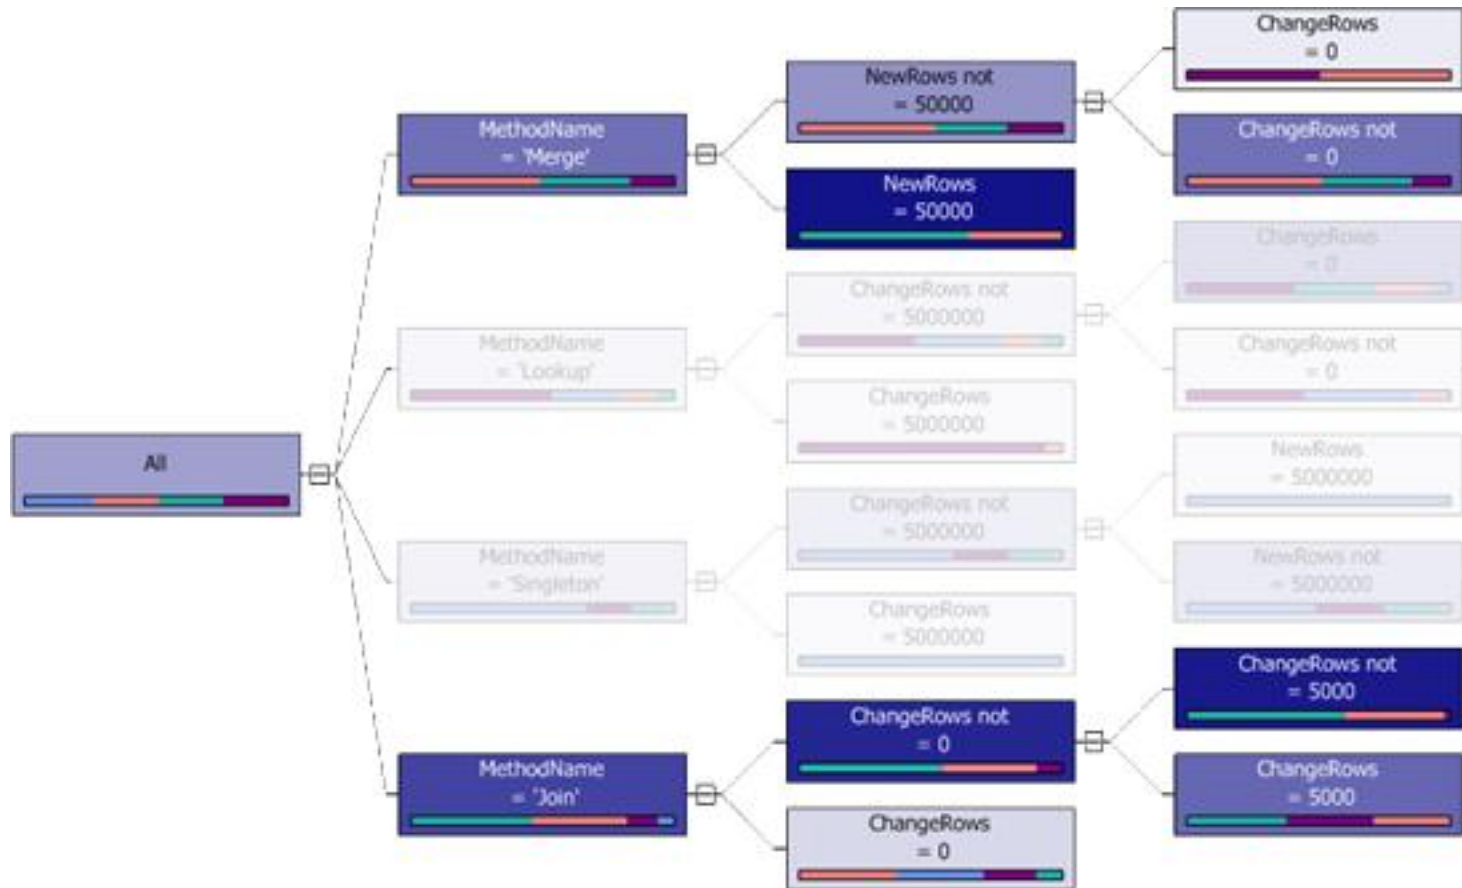 All
MethodName
= 'Merge'
MethodName
= 'Lookup'
MethodName
= 'Singleton'
MethodName
= 'Join'
NewRows not
= 50000
NewRows
= 50000
ChangeRows not
= 5000000
ChangeRows
= 5000000
ChangeRows not
= 5000000
ChangeRows
= 5000000
ChangeRows not
= 0
ChangeRows
= 0
ChangeRows
= 0
ChangeRows not
= 0
ChangeRows
= 0
ChangeRows not
= 0
NewRows
= 5000000
NewRows not
= 5000000
ChangeRows not
= 5000
ChangeRows
= 5000